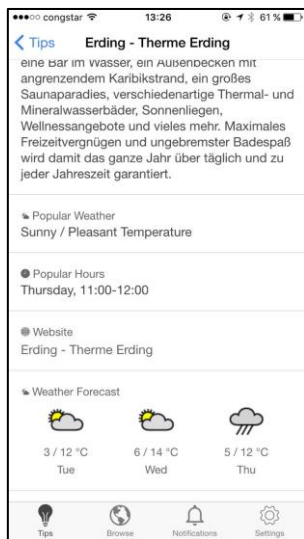 congstar 13:26 61 %
Tips Erding - Therme Erding
eine Bar im Wasser, ein Außenbecken mit
angrenzendem Karibikstrand, ein großes
Saunaparadies, verschiedenartige Thermal- und
Mineralwasserbäder, Sonnenliegen,
Wellnessangebote und vieles mehr. Maximales
Freizeitvergnügen und ungebremster Badespaß
wird damit das ganze Jahr über täglich und zu
jeder Jahreszeit garantiert.
Popular Weather
Sunny / Pleasant Temperature
Popular Hours
Thursday, 11:00-12:00
Website
Erding - Therme Erding
Weather Forecast
3 / 12 °C 6 / 14 °C 5 / 12 °C
Tue Wed Thu
Tips Browse Notifications Settings